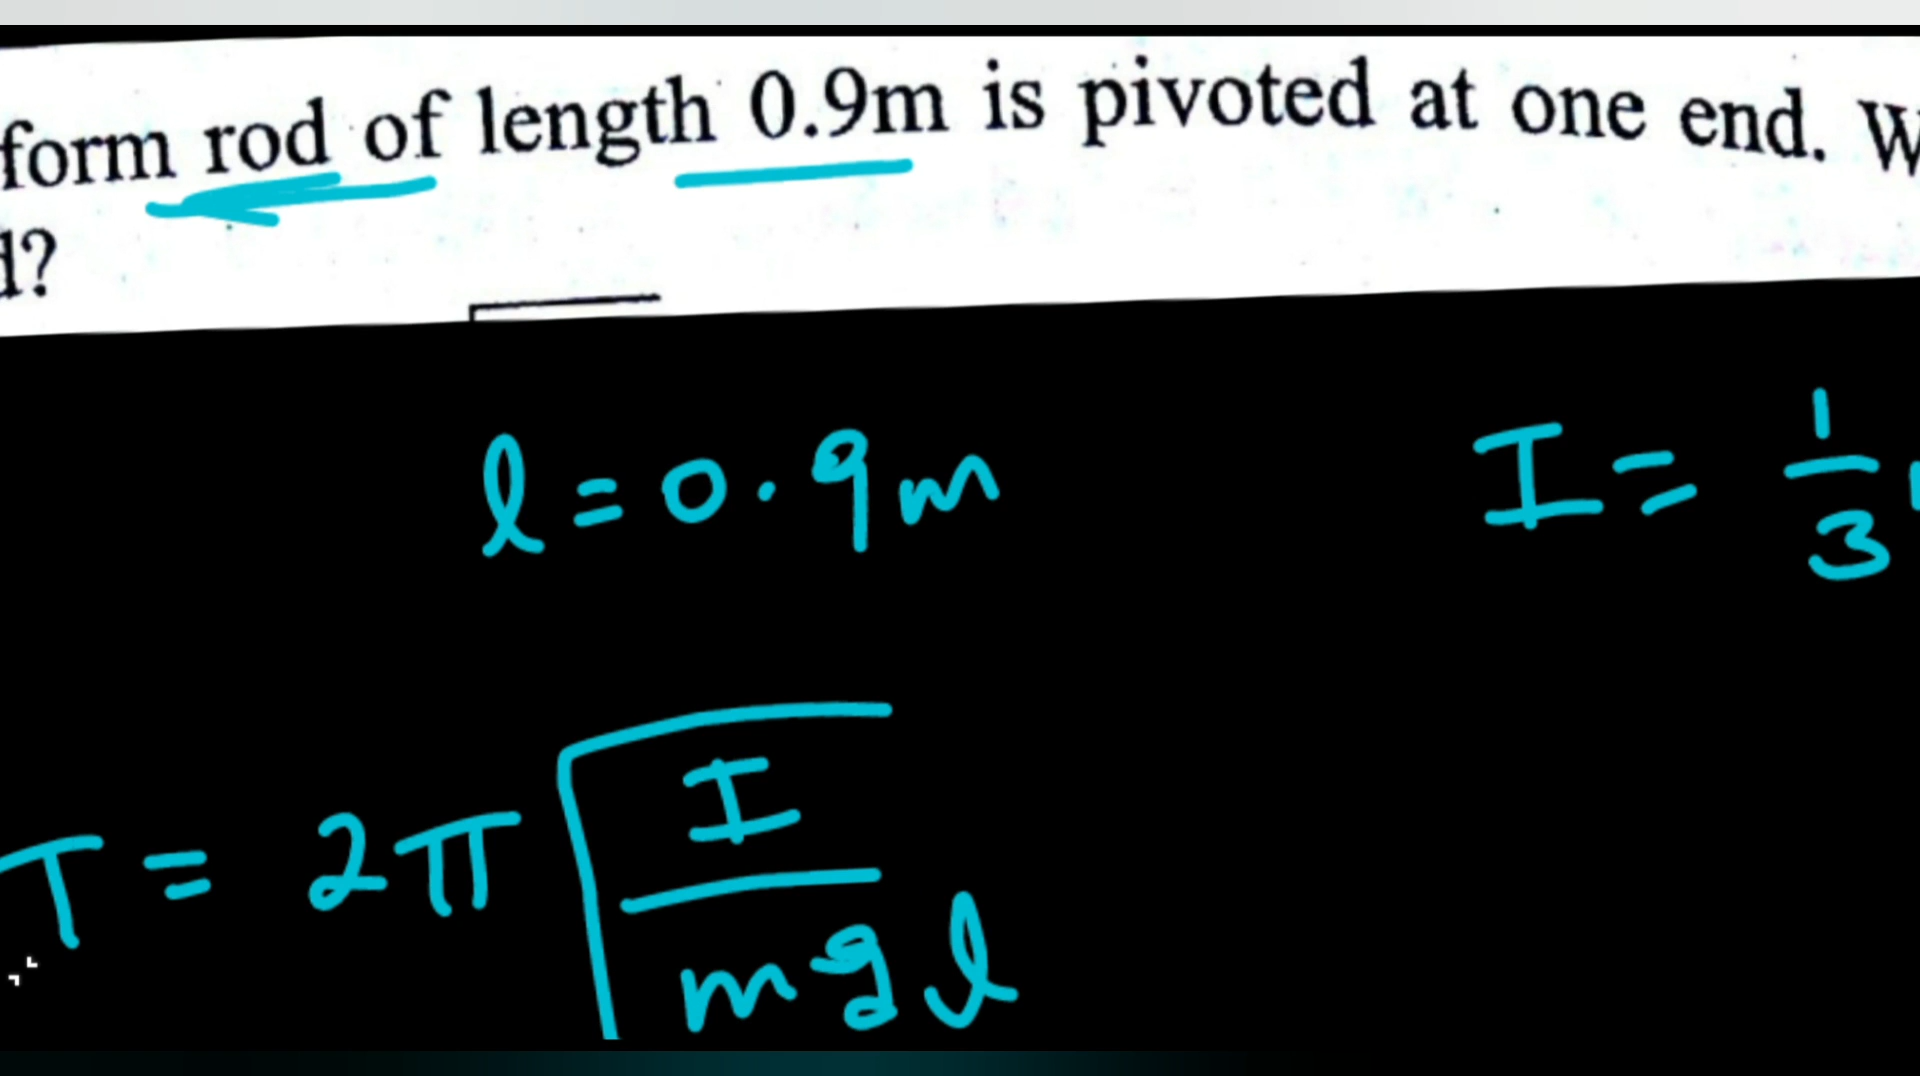 form rod of length 0.9m is pivoted at one end. W
d?
l = 0.9m
I = 1/3
T = 2π √(I/mgl)